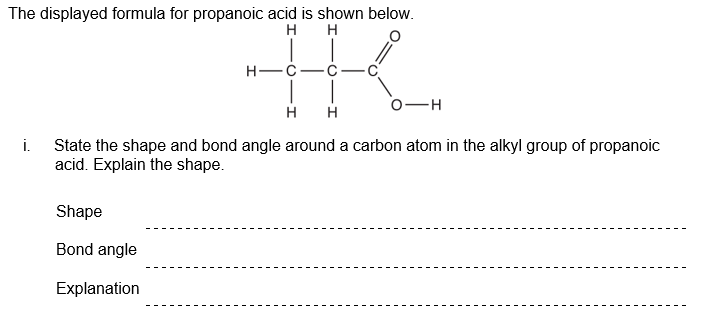 The displayed formula for propanoic acid is shown below.
H H O
H C C C
H H O H
i. State the shape and bond angle around a carbon atom in the alkyl group of propanoic
acid. Explain the shape.
Shape
Bond angle
Explanation